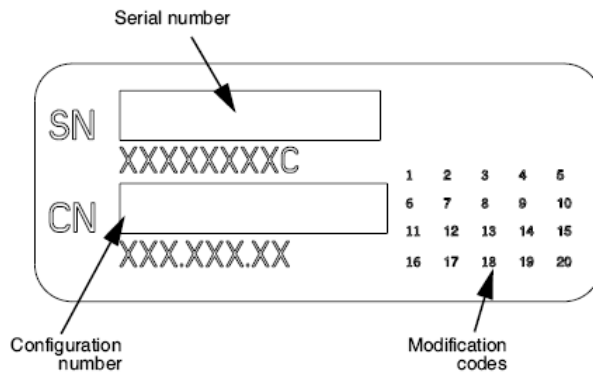 Serial number
SN
XXXXXXXXC
CN
XXX.XXX.XX
1 2 3 4 5
6 7 8 9 10
11 12 13 14 15
16 17 18 19 20
Configuration
number
Modification
codes